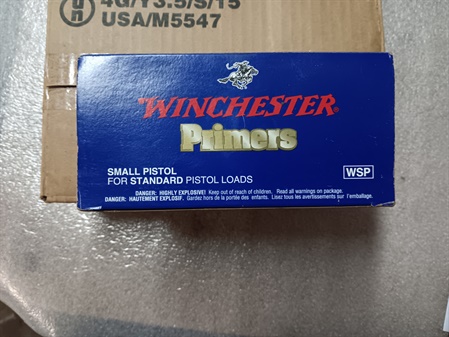 un
4G/Y3.5/S/15
USA/M5547
WINCHESTER®
Primers
SMALL PISTOL
FOR STANDARD PISTOL LOADS
WSP
DANGER: HIGHLY EXPLOSIVE! Keep out of reach of children. Read all warnings on package.
DANGER: HAUTEMENT EXPLOSIF. Gardez hors de la portée des enfants. Lisez tous les avertissements sur l'emballage.